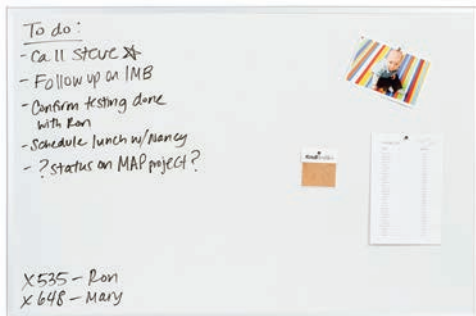 To do:
- Call Steve ☆
- Follow up on IMB
- Confirm testing done
with Ron
- Schedule lunch w/Nancy
- ? status on MAP project?
X535 - Ron
X648 - Mary